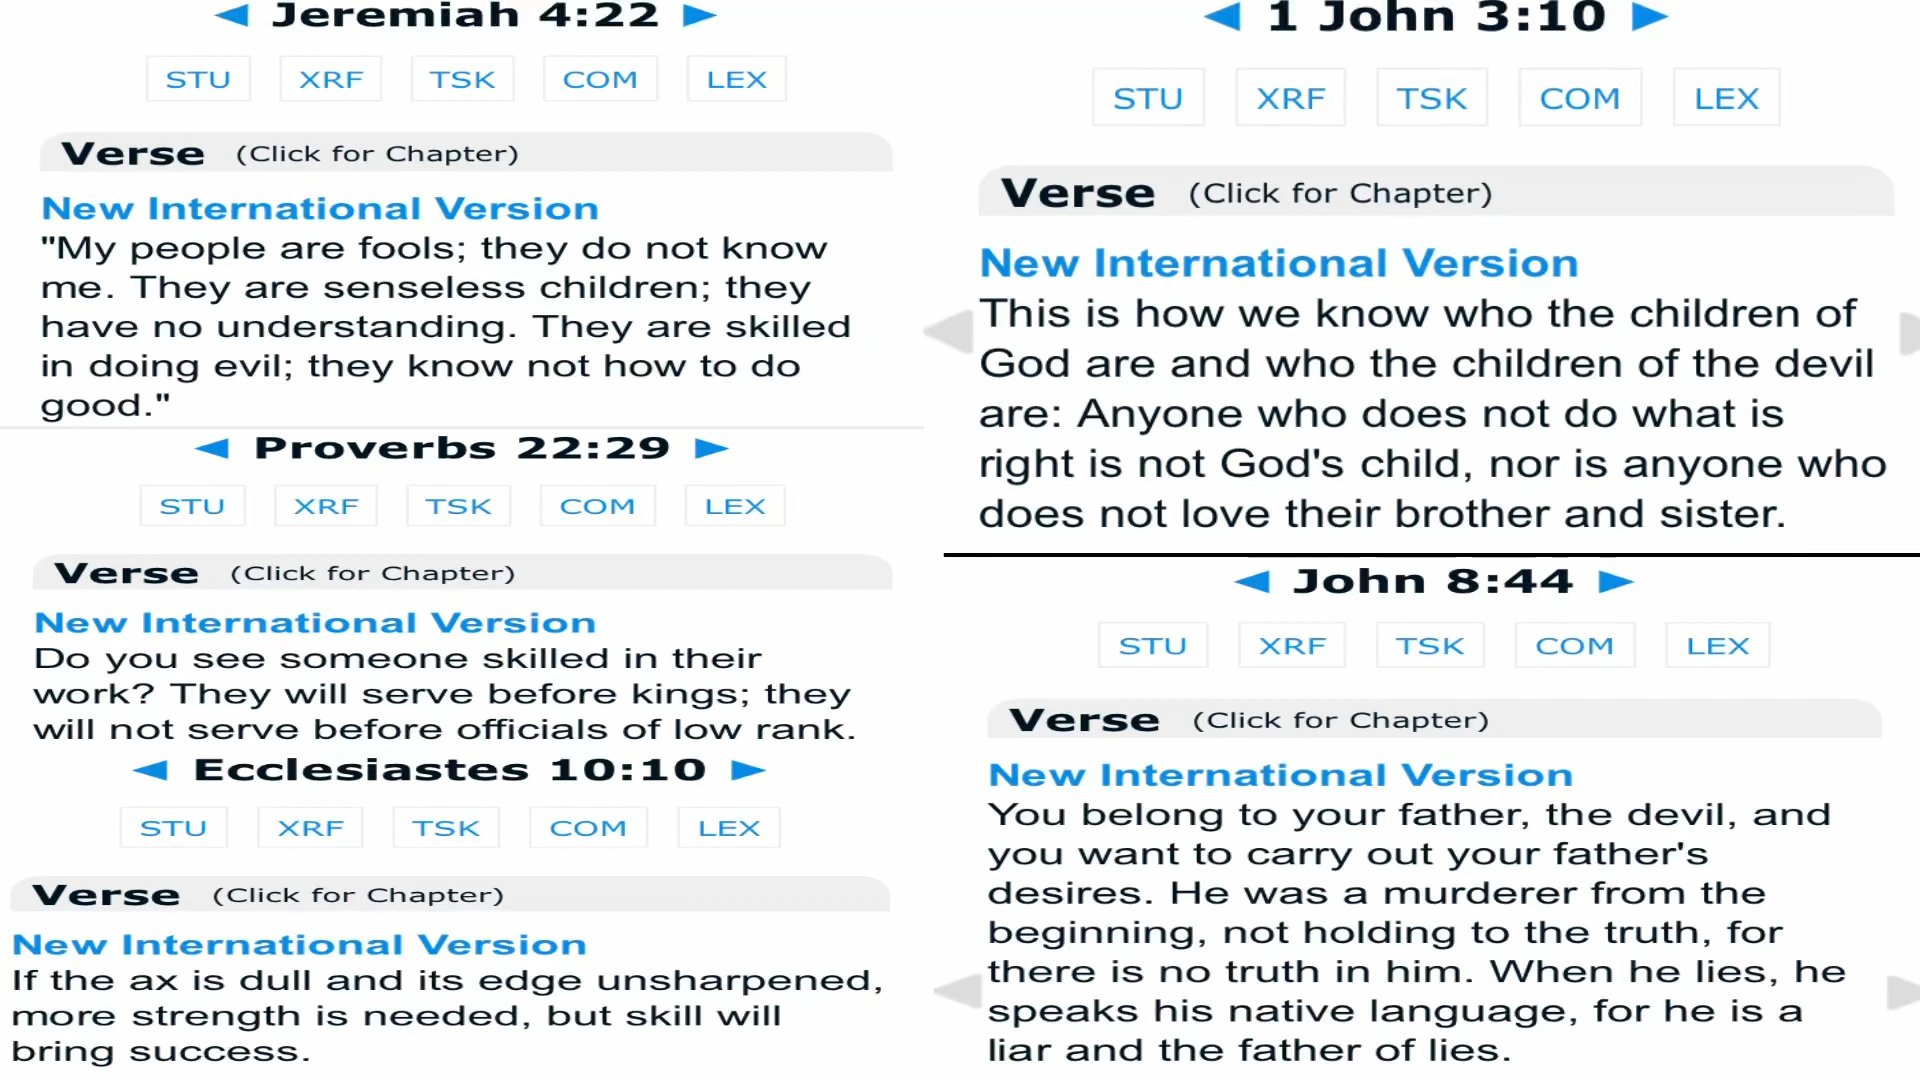 Jeremiah 4:22
STU XRF TSK COM LEX
Verse (Click for Chapter)
New International Version
"My people are fools; they do not know
me. They are senseless children; they
have no understanding. They are skilled
in doing evil; they know not how to do
good."
Proverbs 22:29
STU XRF TSK COM LEX
Verse (Click for Chapter)
New International Version
Do you see someone skilled in their
work? They will serve before kings; they
will not serve before officials of low rank.
Ecclesiastes 10:10
STU XRF TSK COM LEX
Verse (Click for Chapter)
New International Version
If the ax is dull and its edge unsharpened,
more strength is needed, but skill will
bring success.
1 John 3:10
STU XRF TSK COM LEX
Verse (Click for Chapter)
New International Version
This is how we know who the children of
God are and who the children of the devil
are: Anyone who does not do what is
right is not God's child, nor is anyone who
does not love their brother and sister.
John 8:44
STU XRF TSK COM LEX
Verse (Click for Chapter)
New International Version
You belong to your father, the devil, and
you want to carry out your father's
desires. He was a murderer from the
beginning, not holding to the truth, for
there is no truth in him. When he lies, he
speaks his native language, for he is a
liar and the father of lies.